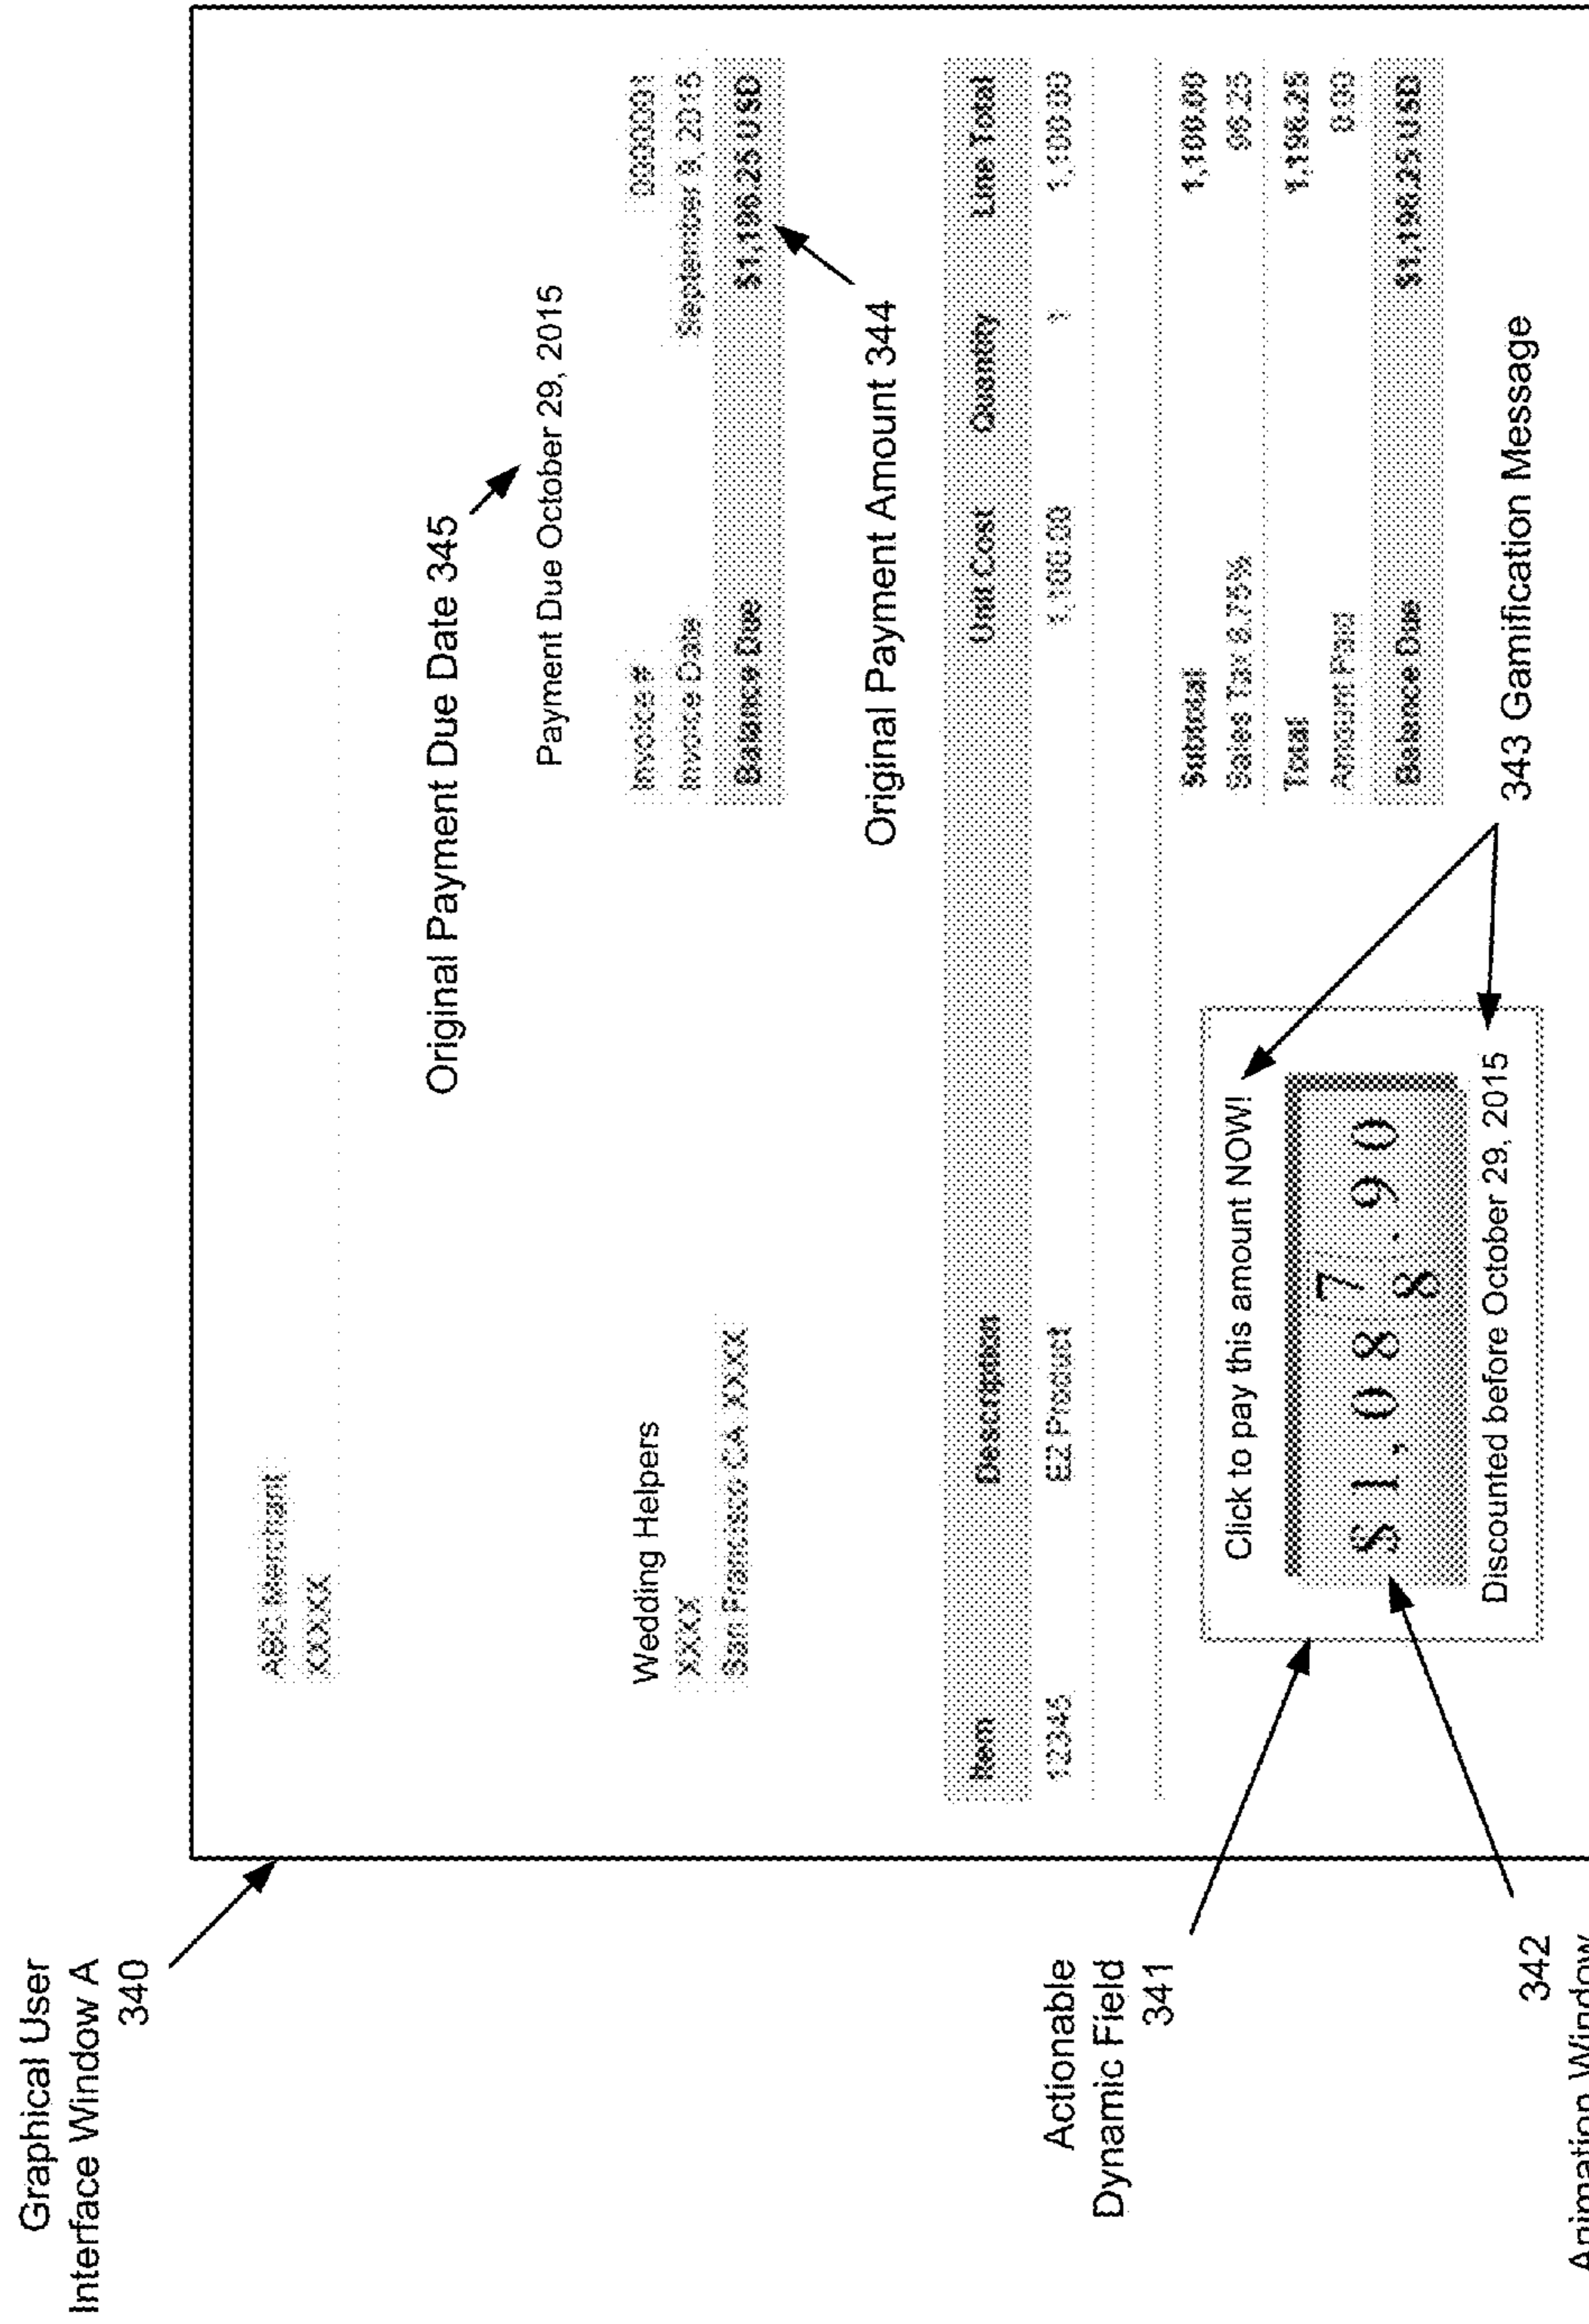 Graphical User
Interface Window A
340
ABC Merchant
XXXXX
Original Payment Due Date 345
Payment Due October 29, 2015
Wedding Helpers
XXXX
San Francisco CA XXXX
Invoice # 000001
Invoice Date September 2015
Balance Due $1,196.25 USD
Original Payment Amount 344
Item Description Unit Cost Quantity Line Total
12345 Product 1,100.00 1 1,100.00
Subtotal 1,100.00
Sales Tax 8.75% 96.25
Total 1,196.25
Amount Paid 0.00
Balance Due $1,196.25 USD
Actionable
Dynamic Field
341
Click to pay this amount NOW!
$1,087.90
8
Discounted before October 29, 2015
343 Gamification Message
342
Animation Window